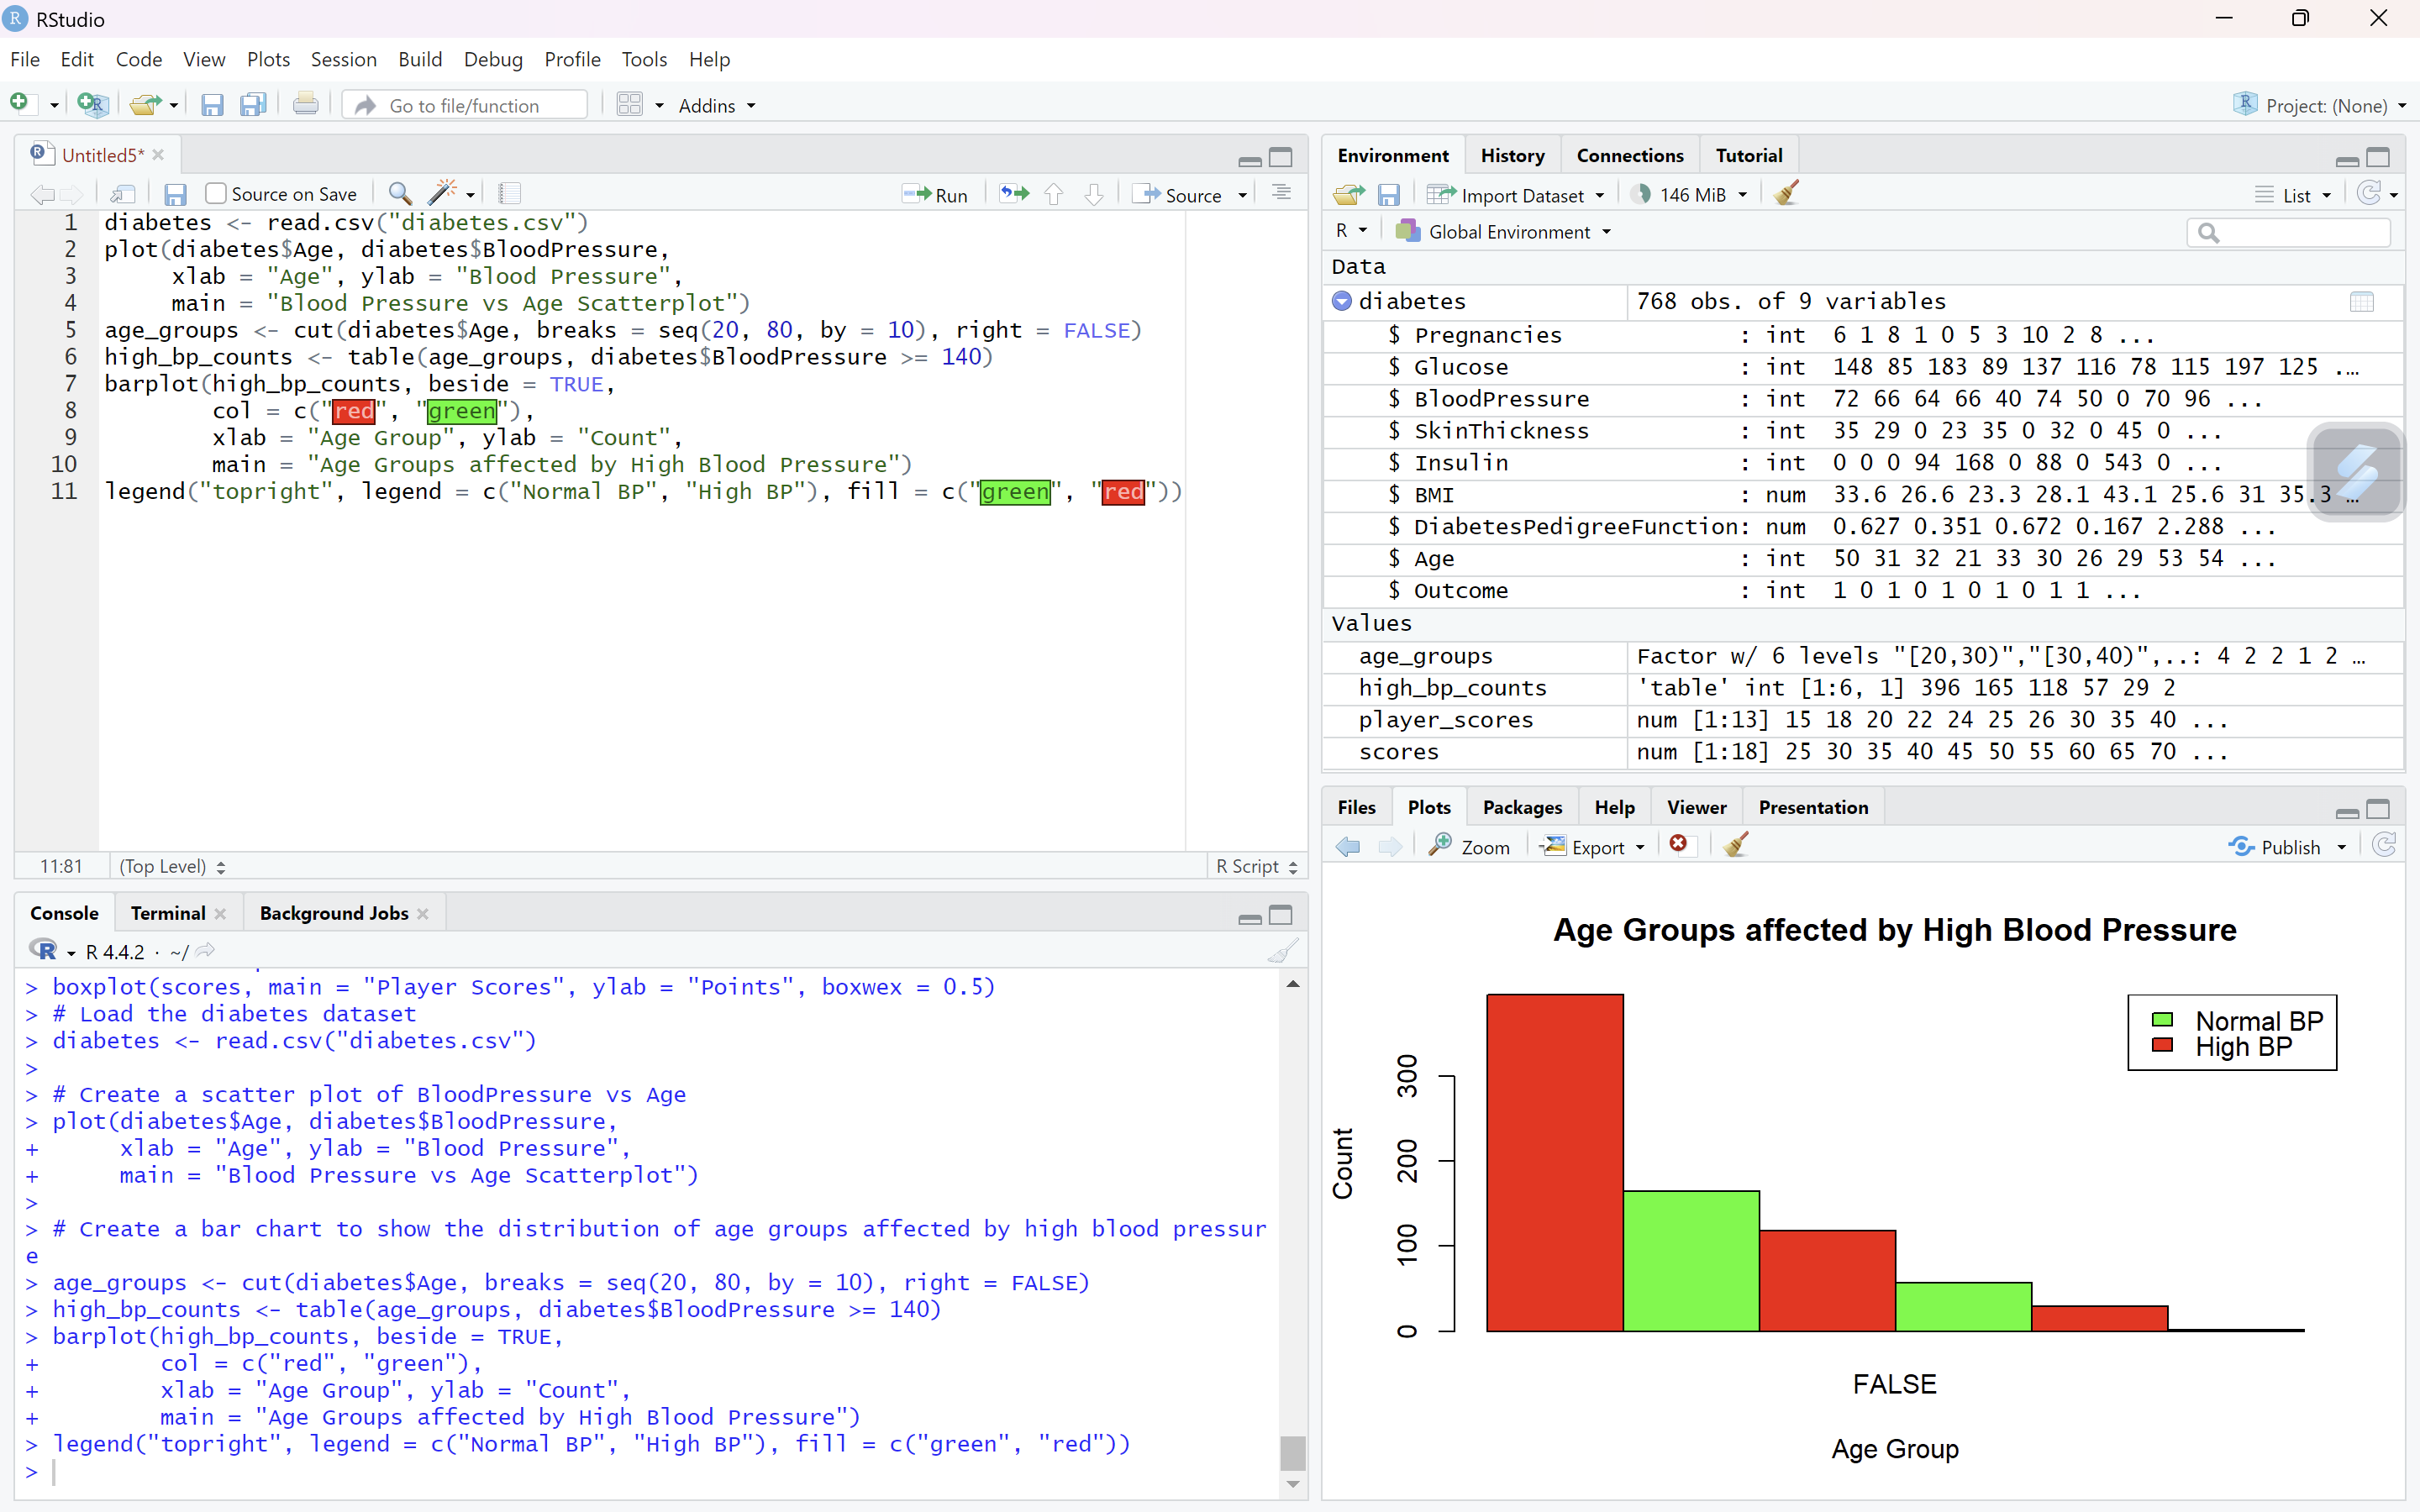 RStudio
File Edit Code View Plots Session Build Debug Profile Tools Help
Go to file/function Addins Project: (None)
Untitled5*
Source on Save Run Source
1 diabetes <- read.csv("diabetes.csv")
2 plot(diabetes$Age, diabetes$BloodPressure,
3 xlab = "Age", ylab = "Blood Pressure",
4 main = "Blood Pressure vs Age Scatterplot")
5 age_groups <- cut(diabetes$Age, breaks = seq(20, 80, by = 10), right = FALSE)
6 high_bp_counts <- table(age_groups, diabetes$BloodPressure >= 140)
7 barplot(high_bp_counts, beside = TRUE,
8 col = c("red", "green"),
9 xlab = "Age Group", ylab = "Count",
10 main = "Age Groups affected by High Blood Pressure")
11 legend("topright", legend = c("Normal BP", "High BP"), fill = c("green", "red"))
11:81 (Top Level) R Script
Console Terminal Background Jobs
R 4.4.2 · ~/
> boxplot(scores, main = "Player Scores", ylab = "Points", boxwex = 0.5)
> # Load the diabetes dataset
> diabetes <- read.csv("diabetes.csv")
>
> # Create a scatter plot of BloodPressure vs Age
> plot(diabetes$Age, diabetes$BloodPressure,
+ xlab = "Age", ylab = "Blood Pressure",
+ main = "Blood Pressure vs Age Scatterplot")
>
> # Create a bar chart to show the distribution of age groups affected by high blood pressur
e
> age_groups <- cut(diabetes$Age, breaks = seq(20, 80, by = 10), right = FALSE)
> high_bp_counts <- table(age_groups, diabetes$BloodPressure >= 140)
> barplot(high_bp_counts, beside = TRUE,
+ col = c("red", "green"),
+ xlab = "Age Group", ylab = "Count",
+ main = "Age Groups affected by High Blood Pressure")
> legend("topright", legend = c("Normal BP", "High BP"), fill = c("green", "red"))
>
Environment History Connections Tutorial
Import Dataset 146 MiB List
R Global Environment
Data
diabetes 768 obs. of 9 variables
$ Pregnancies : int 6 1 8 1 0 5 3 10 2 8 ...
$ Glucose : int 148 85 183 89 137 116 78 115 197 125 ...
$ BloodPressure : int 72 66 64 66 40 74 50 0 70 96 ...
$ SkinThickness : int 35 29 0 23 35 0 32 0 45 0 ...
$ Insulin : int 0 0 0 94 168 0 88 0 543 0 ...
$ BMI : num 33.6 26.6 23.3 28.1 43.1 25.6 31 35.3 ...
$ DiabetesPedigreeFunction: num 0.627 0.351 0.672 0.167 2.288 ...
$ Age : int 50 31 32 21 33 30 26 29 53 54 ...
$ Outcome : int 1 0 1 0 1 0 1 0 1 1 ...
Values
age_groups Factor w/ 6 levels "[20,30)","[30,40)",..: 4 2 2 1 2 …
high_bp_counts 'table' int [1:6, 1] 396 165 118 57 29 2
player_scores num [1:13] 15 18 20 22 24 25 26 30 35 40 ...
scores num [1:18] 25 30 35 40 45 50 55 60 65 70 ...
Files Plots Packages Help Viewer Presentation
Zoom Export Publish
Age Groups affected by High Blood Pressure
Normal BP
High BP
Count
300
200
100
0
FALSE
Age Group